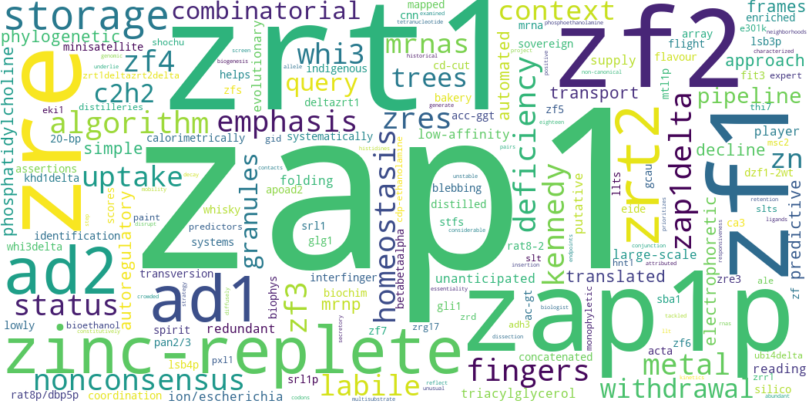 storage combinatorial zrt1 zf2 context frames
phylogenetic minisatellite shochu zf4 whi3 mrnas cnn mapped mrna enriched e301k
zre c2h2 indigenous query trees cd-cut sovereign array flight lsb3p
helps deltazrt1 automated supply flavour approach
zrt1deltazrt2delta zfs evolutionary bakery transport mtl1p fit3 expert
eki1 distilleries algorithm emphasis zres acc-ggt zf5 thi7 pipeline
phosphatidylcholine 20-bp calorimetrically gid systematically low-affinity deficiency zrt2 zap1delta player msc2
assertions simple zap1 zf1 decline zn
khd1delta uptake granules folding homeostasis blebbing kennedy llts gcau dzf1-2wt
scores apoad2 distilled putative eide slts
whi3delta autoregulatory paint whisky stfs ca3 predictive
identification predictors srl1 rat8-2 hnt zf
ad2 systems glg1 betabetaalpha cdp-ethanolamine slt large-scale
transversion interfinger unanticipated translated electrophoretic
status ad1 zf3 biochim gli1 zap1p zre3 ale
lowly spirit biophys mrnp zrd ac-gt monophyletic sba1
bioethanol pan2/3 redundant zf7 zrg17 adh3 zf6 ubi4delta
zinc-replete lsb4p pxl1 concatenated acta metal reading
nonconsensus srl1p labile fingers withdrawal zrr1
rat8p/dbp5p coordination ion/escherichia triacylglycerol silico